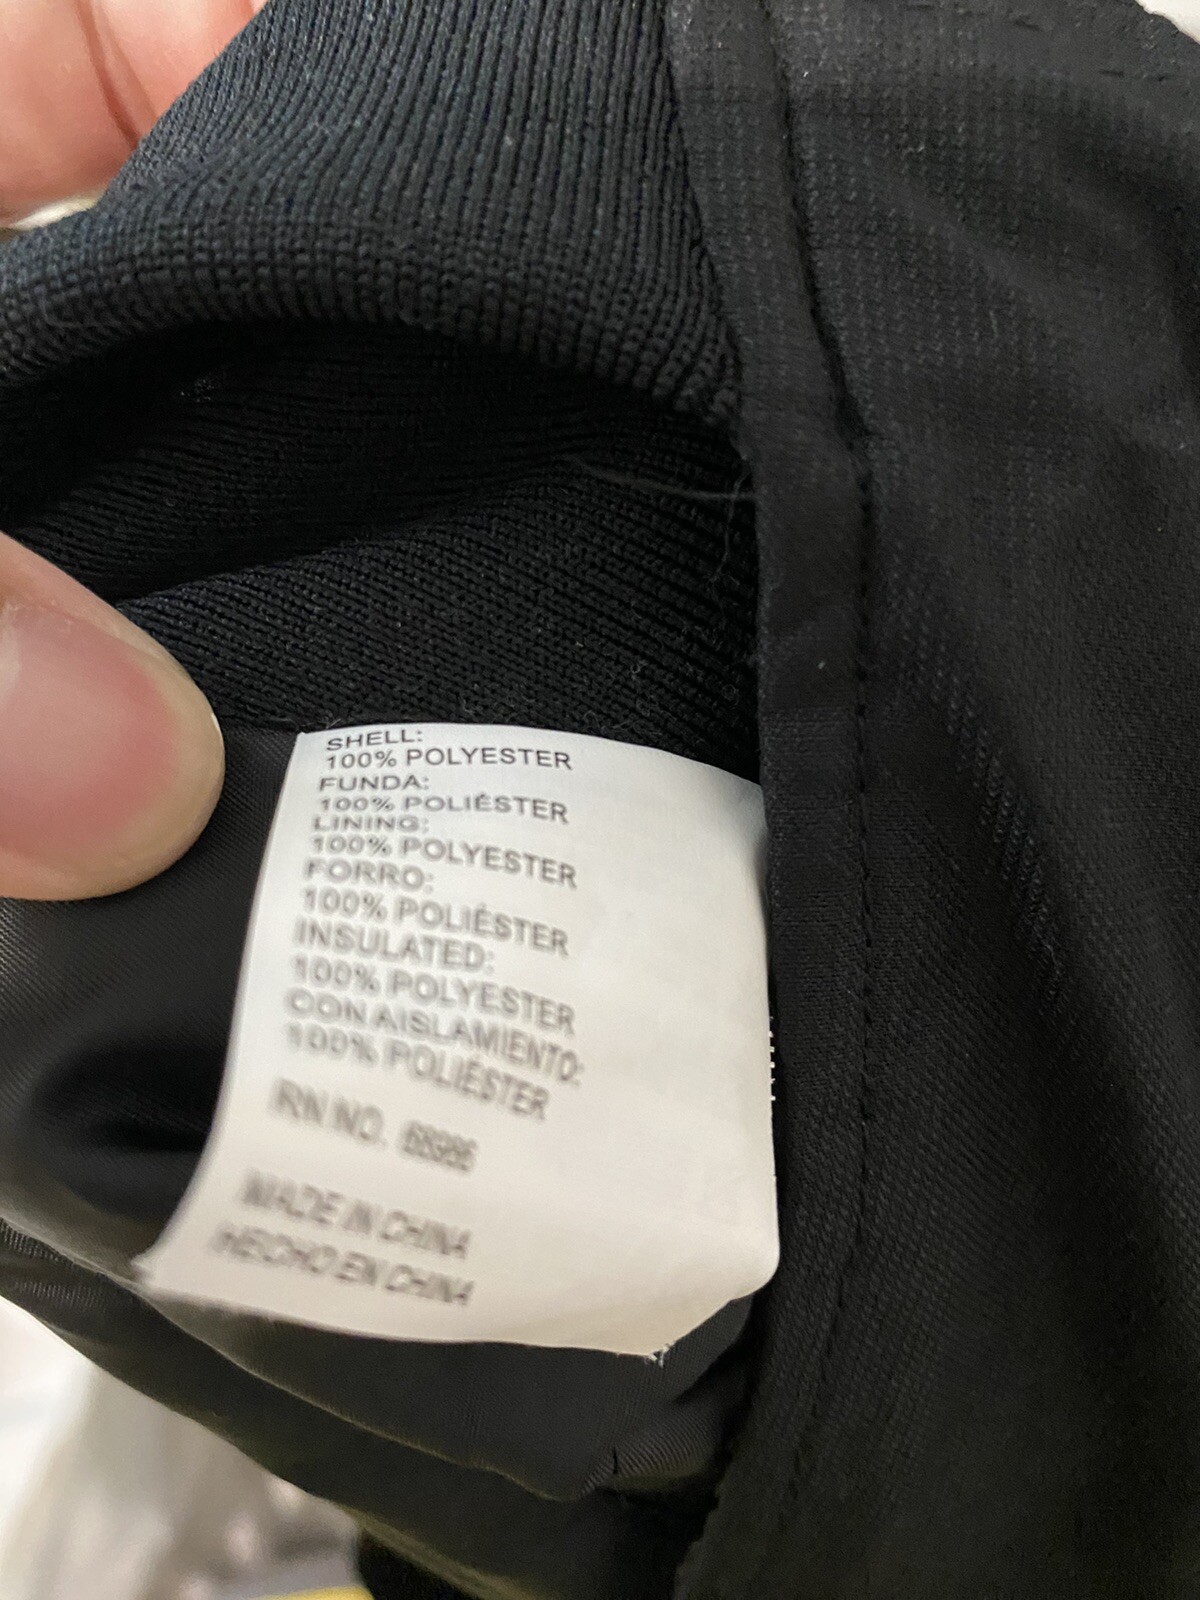 SHELL:
100% POLYESTER
FUNDA:
100% POLIÉSTER
LINING:
100% POLYESTER
FORRO:
100% POLIÉSTER
INSULATED:
100% POLYESTER
CON AISLAMIENTO:
100% POLIÉSTER
RN NO.
MADE IN CHINA
HECHO EN CHINA